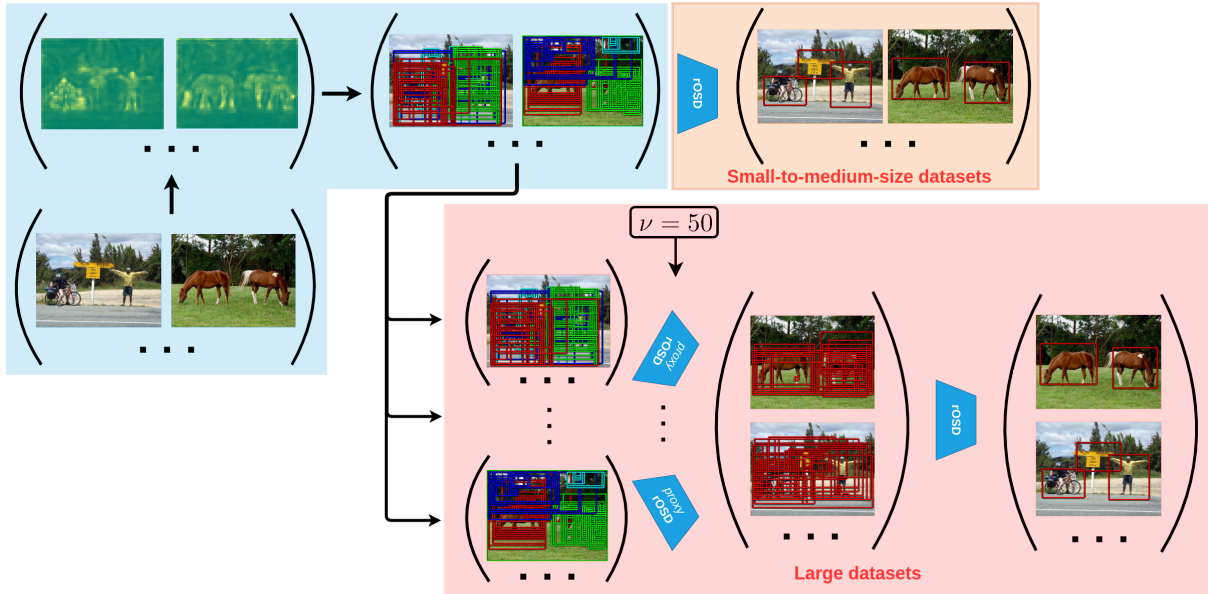 rOSD
Small-to-medium-size datasets
ν = 50
proxy
rOSD
rOSD
proxy
rOSD
Large datasets